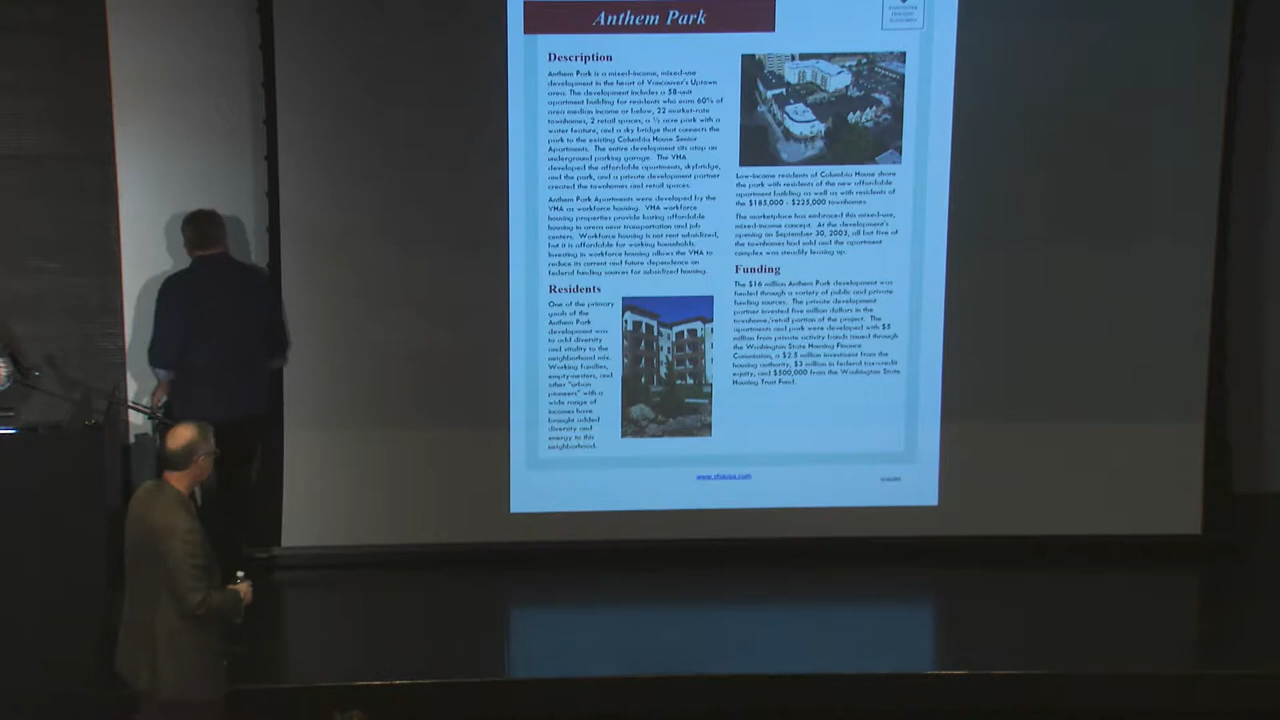 Anthem Park
VANCOUVER
HOUSING
AUTHORITY
Description
Anthem Park is a mixed-income, mixed-use
development in the heart of Vancouver's Uptown
area. The development includes a 58-unit
apartment building for residents who earn 60% of
area median income or below, 22 market-rate
townhomes, 2 retail spaces, a ½ acre park with a
water feature, and a sky bridge that connects the
park to the existing Columbia House Senior
Apartments. The entire development sits atop an
underground parking garage. The VHA
developed the affordable apartments, skybridge,
and the park, and a private development partner
created the townhomes and retail spaces.
Anthem Park Apartments were developed by the
VHA as workforce housing. VHA workforce
housing properties provide lasting affordable
housing in areas near transportation and job
centers. Workforce housing is not rent subsidized,
but it is affordable for working households.
Investing in workforce housing allows the VHA to
reduce its current and future dependence on
federal funding sources for subsidized housing.
Residents
One of the primary
goals of the
Anthem Park
development was
to add diversity
and vitality to the
neighborhood mix.
Working families,
empty-nesters, and
other "urban
pioneers" with a
wide range of
incomes have
brought added
diversity and
energy to this
neighborhood.
Low-income residents of Columbia House share
the park with residents of the new affordable
apartment building as well as with residents of
the $185,000 - $225,000 townhomes.
The marketplace has embraced this mixed-use,
mixed-income concept. At the development's
opening on September 30, 2003, all but five of
the townhomes had sold and the apartment
complex was steadily leasing up.
Funding
The $16 million Anthem Park development was
funded through a variety of public and private
funding sources. The private development
partner invested five million dollars in the
townhome/retail portion of the project. The
apartments and park were developed with $5
million from private activity bonds issued through
the Washington State Housing Finance
Commission, a $2.5 million investment from the
housing authority, $3 million in federal tax-credit
equity, and $500,000 from the Washington State
Housing Trust Fund.
www.vhausa.com